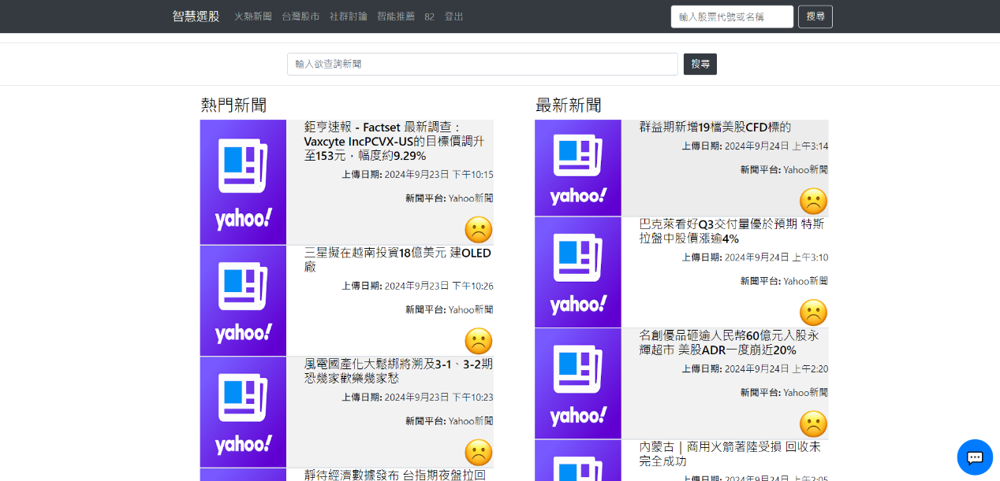 智慧選股 火熱新聞 台灣股市 社群討論 智能推薦 82 登出 輸入股票代號或名稱 搜尋
輸入欲查詢新聞 搜尋
熱門新聞
yahoo!
鉅亨速報 - Factset 最新調查：
Vaxcyte IncPCVX-US的目標價調升
至153元，幅度約9.29%
上傳日期: 2024年9月23日 下午10:15
新聞平台: Yahoo新聞
yahoo!
三星擬在越南投資18億美元 建OLED
廠
上傳日期: 2024年9月23日 下午10:26
新聞平台: Yahoo新聞
yahoo!
風電國產化大鬆綁將溯及3-1、3-2期
恐幾家歡樂幾家愁
上傳日期: 2024年9月23日 下午10:23
新聞平台: Yahoo新聞
靜待經濟數據發布 台指期夜盤拉回
最新新聞
yahoo!
群益期新增19檔美股CFD標的
上傳日期: 2024年9月24日 上午3:14
新聞平台: Yahoo新聞
yahoo!
巴克萊看好Q3交付量優於預期 特斯
拉盤中股價漲逾4%
上傳日期: 2024年9月24日 上午3:10
新聞平台: Yahoo新聞
yahoo!
名創優品砸逾人民幣60億元入股永
輝超市 美股ADR一度崩近20%
上傳日期: 2024年9月24日 上午2:20
新聞平台: Yahoo新聞
內蒙古｜商用火箭著陸受損 回收未
完全成功
上傳日期: 2024年9月24日 上午2:05